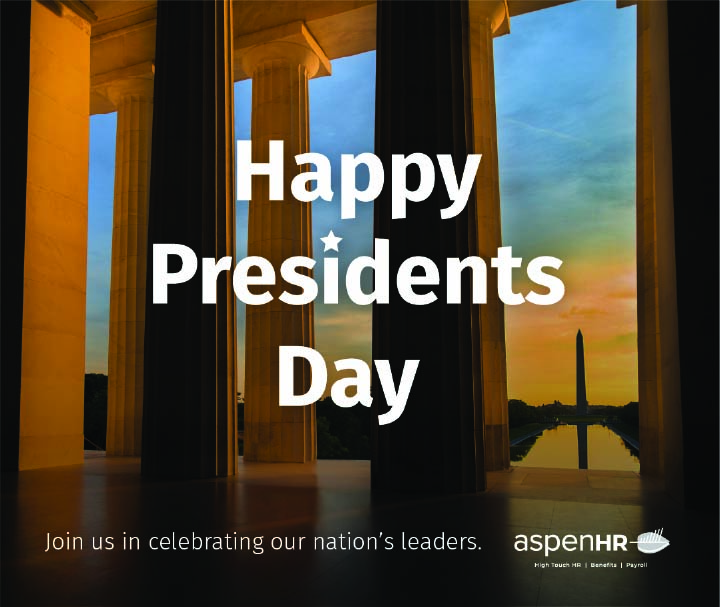 Happy
Presidents
Day
Join us in celebrating our nation's leaders.
aspenHR
High Touch HR | Benefits | Payroll